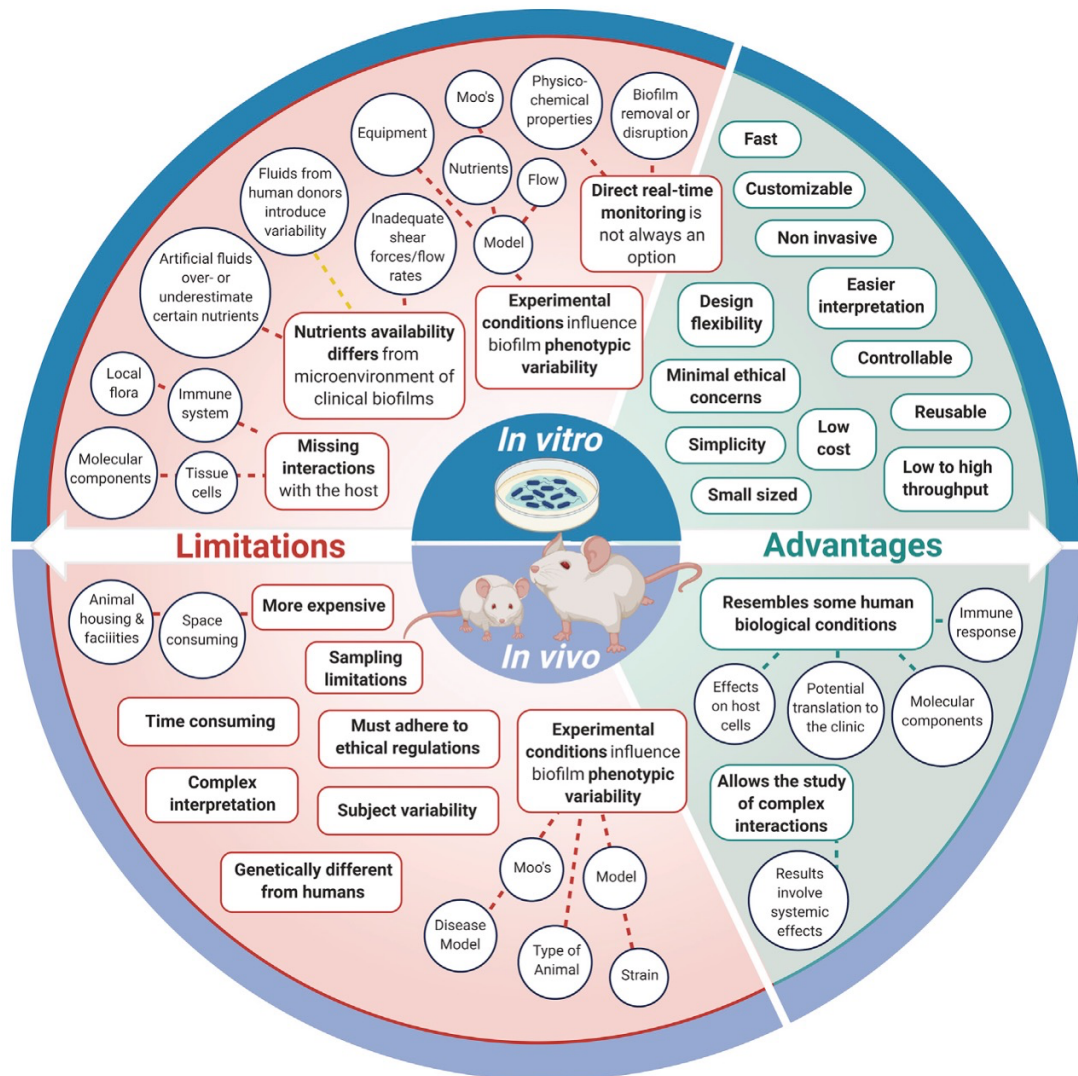 Moo's
Physico-
chemical
properties
Biofilm
removal or
disruption
Equipment
Nutrients
Flow
Fluids from
human donors
introduce
variability
Inadequate
shear
forces/flow
rates
Model
Direct real-time
monitoring is
not always an
option
Artificial fluids
over- or
underestimate
certain nutrients
Experimental
conditions influence
biofilm phenotypic
variability
Nutrients availability
differs from
microenvironment of
clinical biofilms
Local
flora
Immune
system
Missing
interactions
with the host
Molecular
components
Tissue
cells
Fast
Customizable
Non invasive
Easier
interpretation
Design
flexibility
Controllable
Minimal ethical
concerns
Reusable
Low
cost
Simplicity
Low to high
throughput
Small sized
In vitro
Limitations
Advantages
In vivo
Animal
housing &
faciiities
Space
consuming
More expensive
Sampling
limitations
Time consuming
Must adhere to
ethical regulations
Experimental
conditions influence
biofilm phenotypic
variability
Complex
interpretation
Subject variability
Genetically different
from humans
Moo's
Model
Disease
Model
Type of
Animal
Strain
Resembles some human
biological conditions
Immune
response
Effects
on host
cells
Potential
translation to
the clinic
Molecular
components
Allows the study
of complex
interactions
Results
involve
systemic
effects